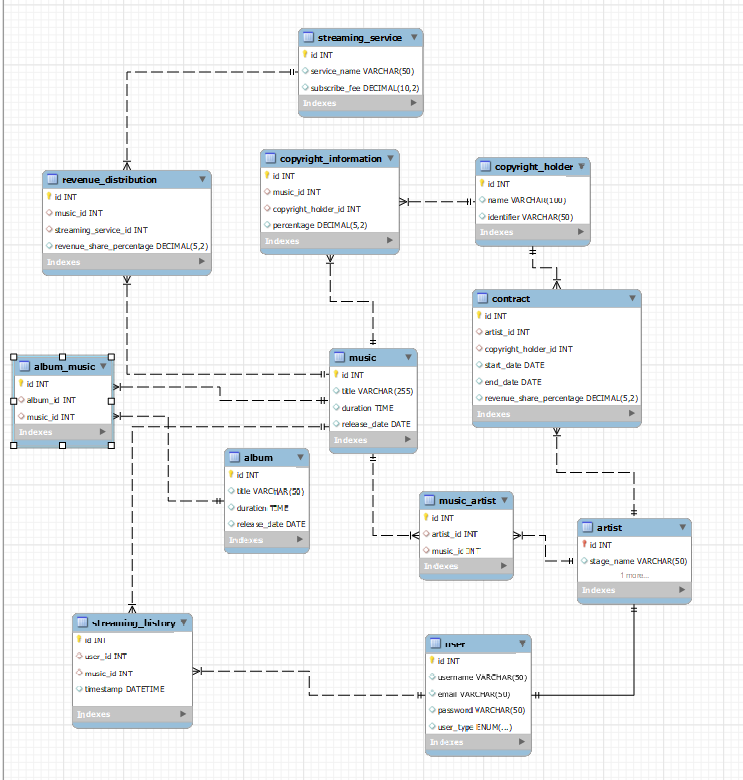 streaming_service
id INT
service_name VARCHAR(50)
subscribe_fee DECIMAL(10,2)
Indexes
revenue_distribution
id INT
music_id INT
streaming_service_id INT
revenue_share_percentage DECIMAL(5,2)
Indexes
copyright_information
id INT
music_id INT
copyright_holder_id INT
percentage DECIMAL(5,2)
Indexes
copyright_holder
id INT
name VARCHAR(100)
identifier VARCHAR(50)
Indexes
contract
id INT
artist_id INT
copyright_holder_id INT
start_date DATE
end_date DATE
revenue_share_percentage DECIMAL(5,2)
Indexes
album_music
id INT
album_id INT
music_id INT
Indexes
music
id INT
title VARCHAR(255)
duration TIME
release_date DATE
Indexes
album
id INT
title VARCHAR(50)
duration TIME
release_date DATE
Indexes
music_artist
id INT
artist_id INT
music_id INT
Indexes
artist
id INT
stage_name VARCHAR(50)
1 more...
Indexes
streaming_history
id INT
user_id INT
music_id INT
timestamp DATETIME
Indexes
user
id INT
username VARCHAR(50)
email VARCHAR(50)
password VARCHAR(50)
user_type ENUM(...)
Indexes